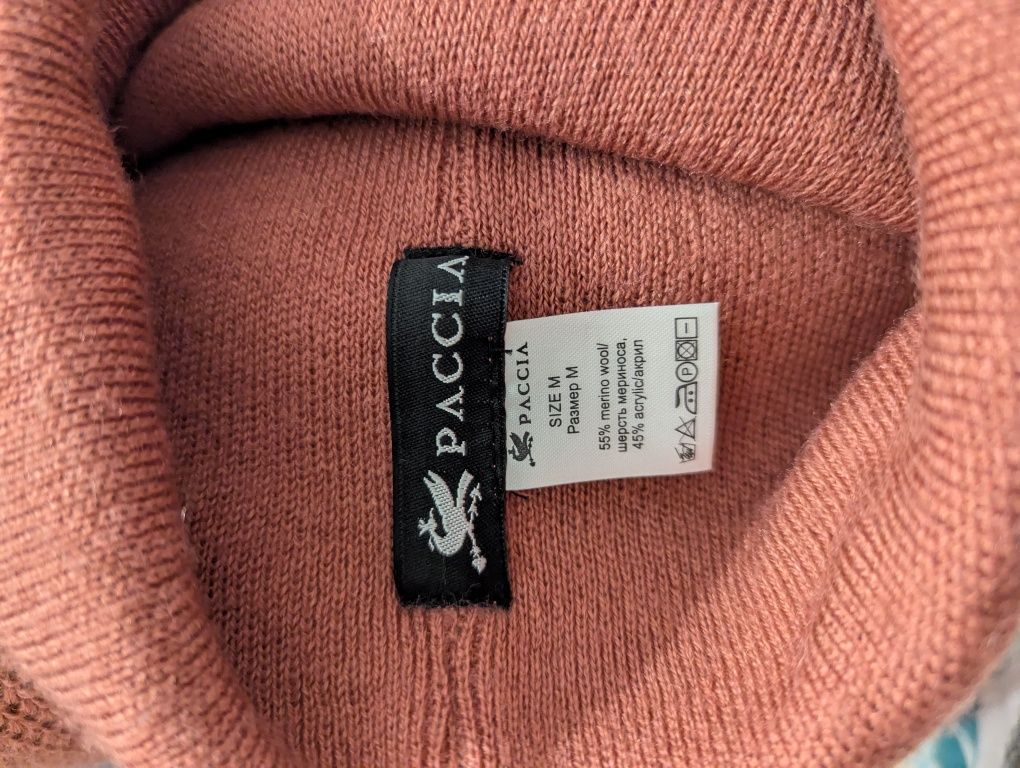 PACCIA
PACCIA
SIZE M
Размер М
55% merino wool/
шерсть мериноса,
45% acrylic/акрил
P